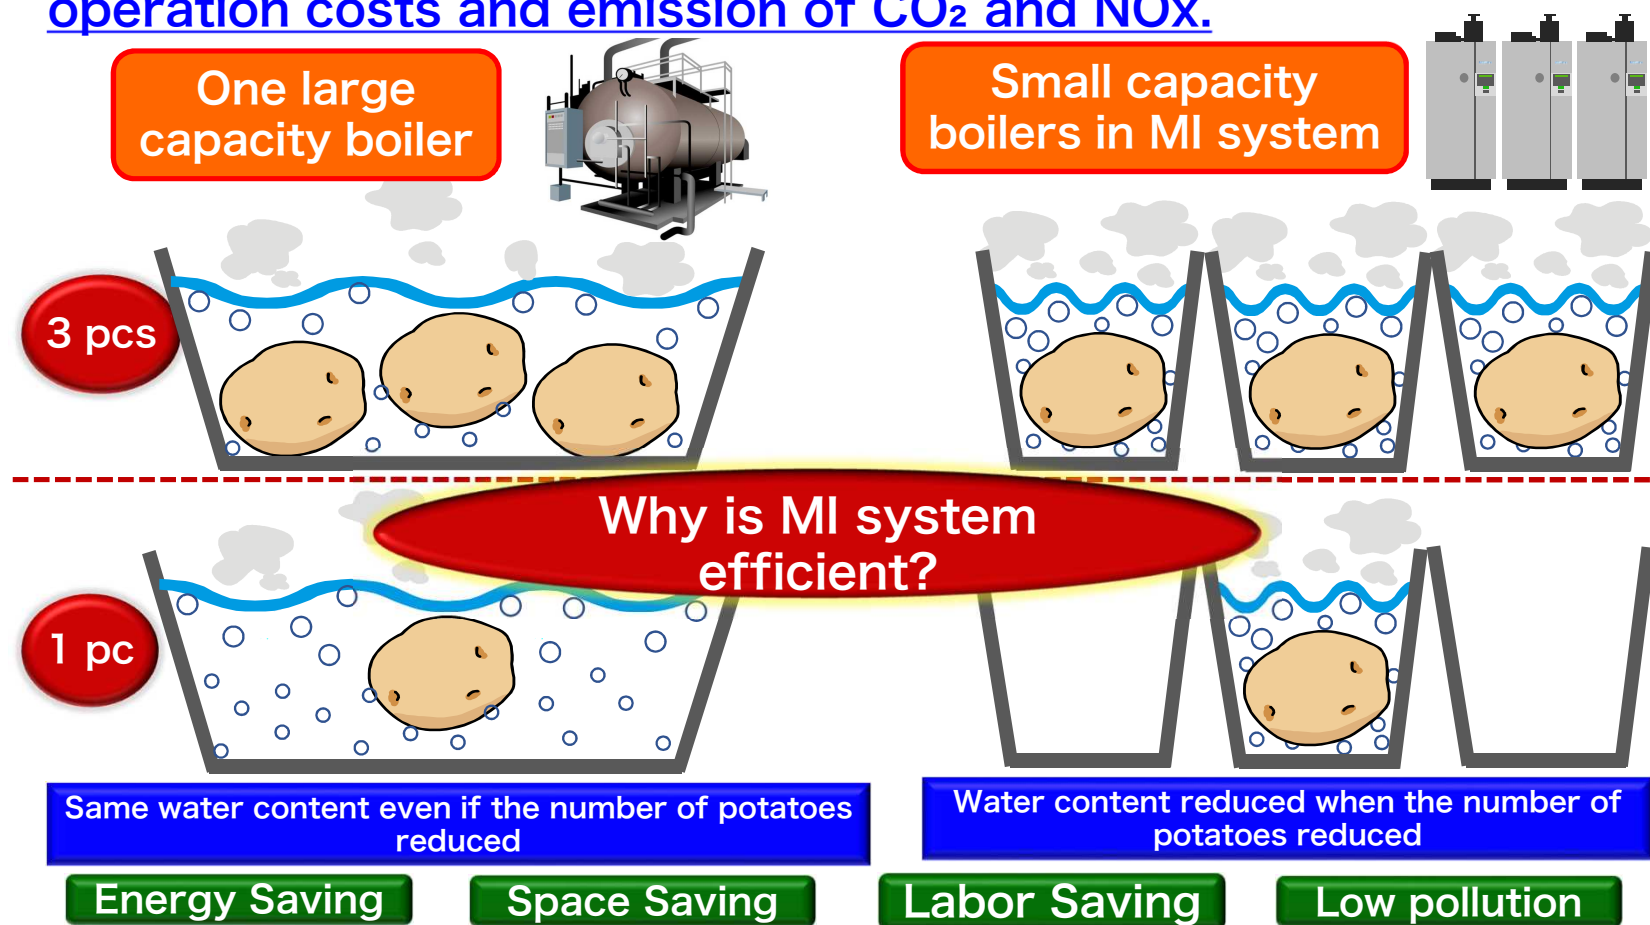 operation costs and emission of CO₂ and NOx.
One large
capacity boiler
Small capacity
boilers in MI system
3 pcs
Why is MI system
efficient?
1 pc
Same water content even if the number of potatoes
reduced
Water content reduced when the number of
potatoes reduced
Energy Saving
Space Saving
Labor Saving
Low pollution